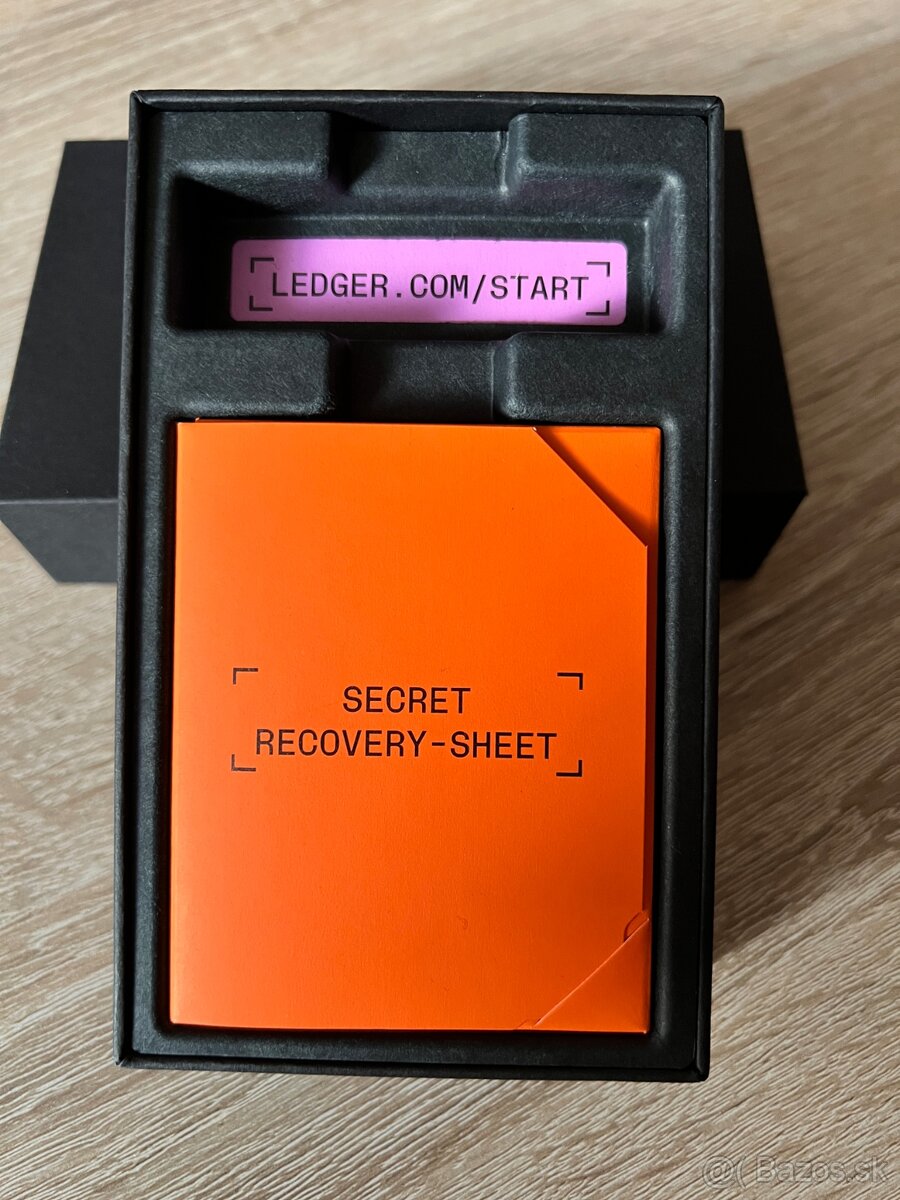 LEDGER.COM/START
SECRET
RECOVERY-SHEET
@( Bazos.sk